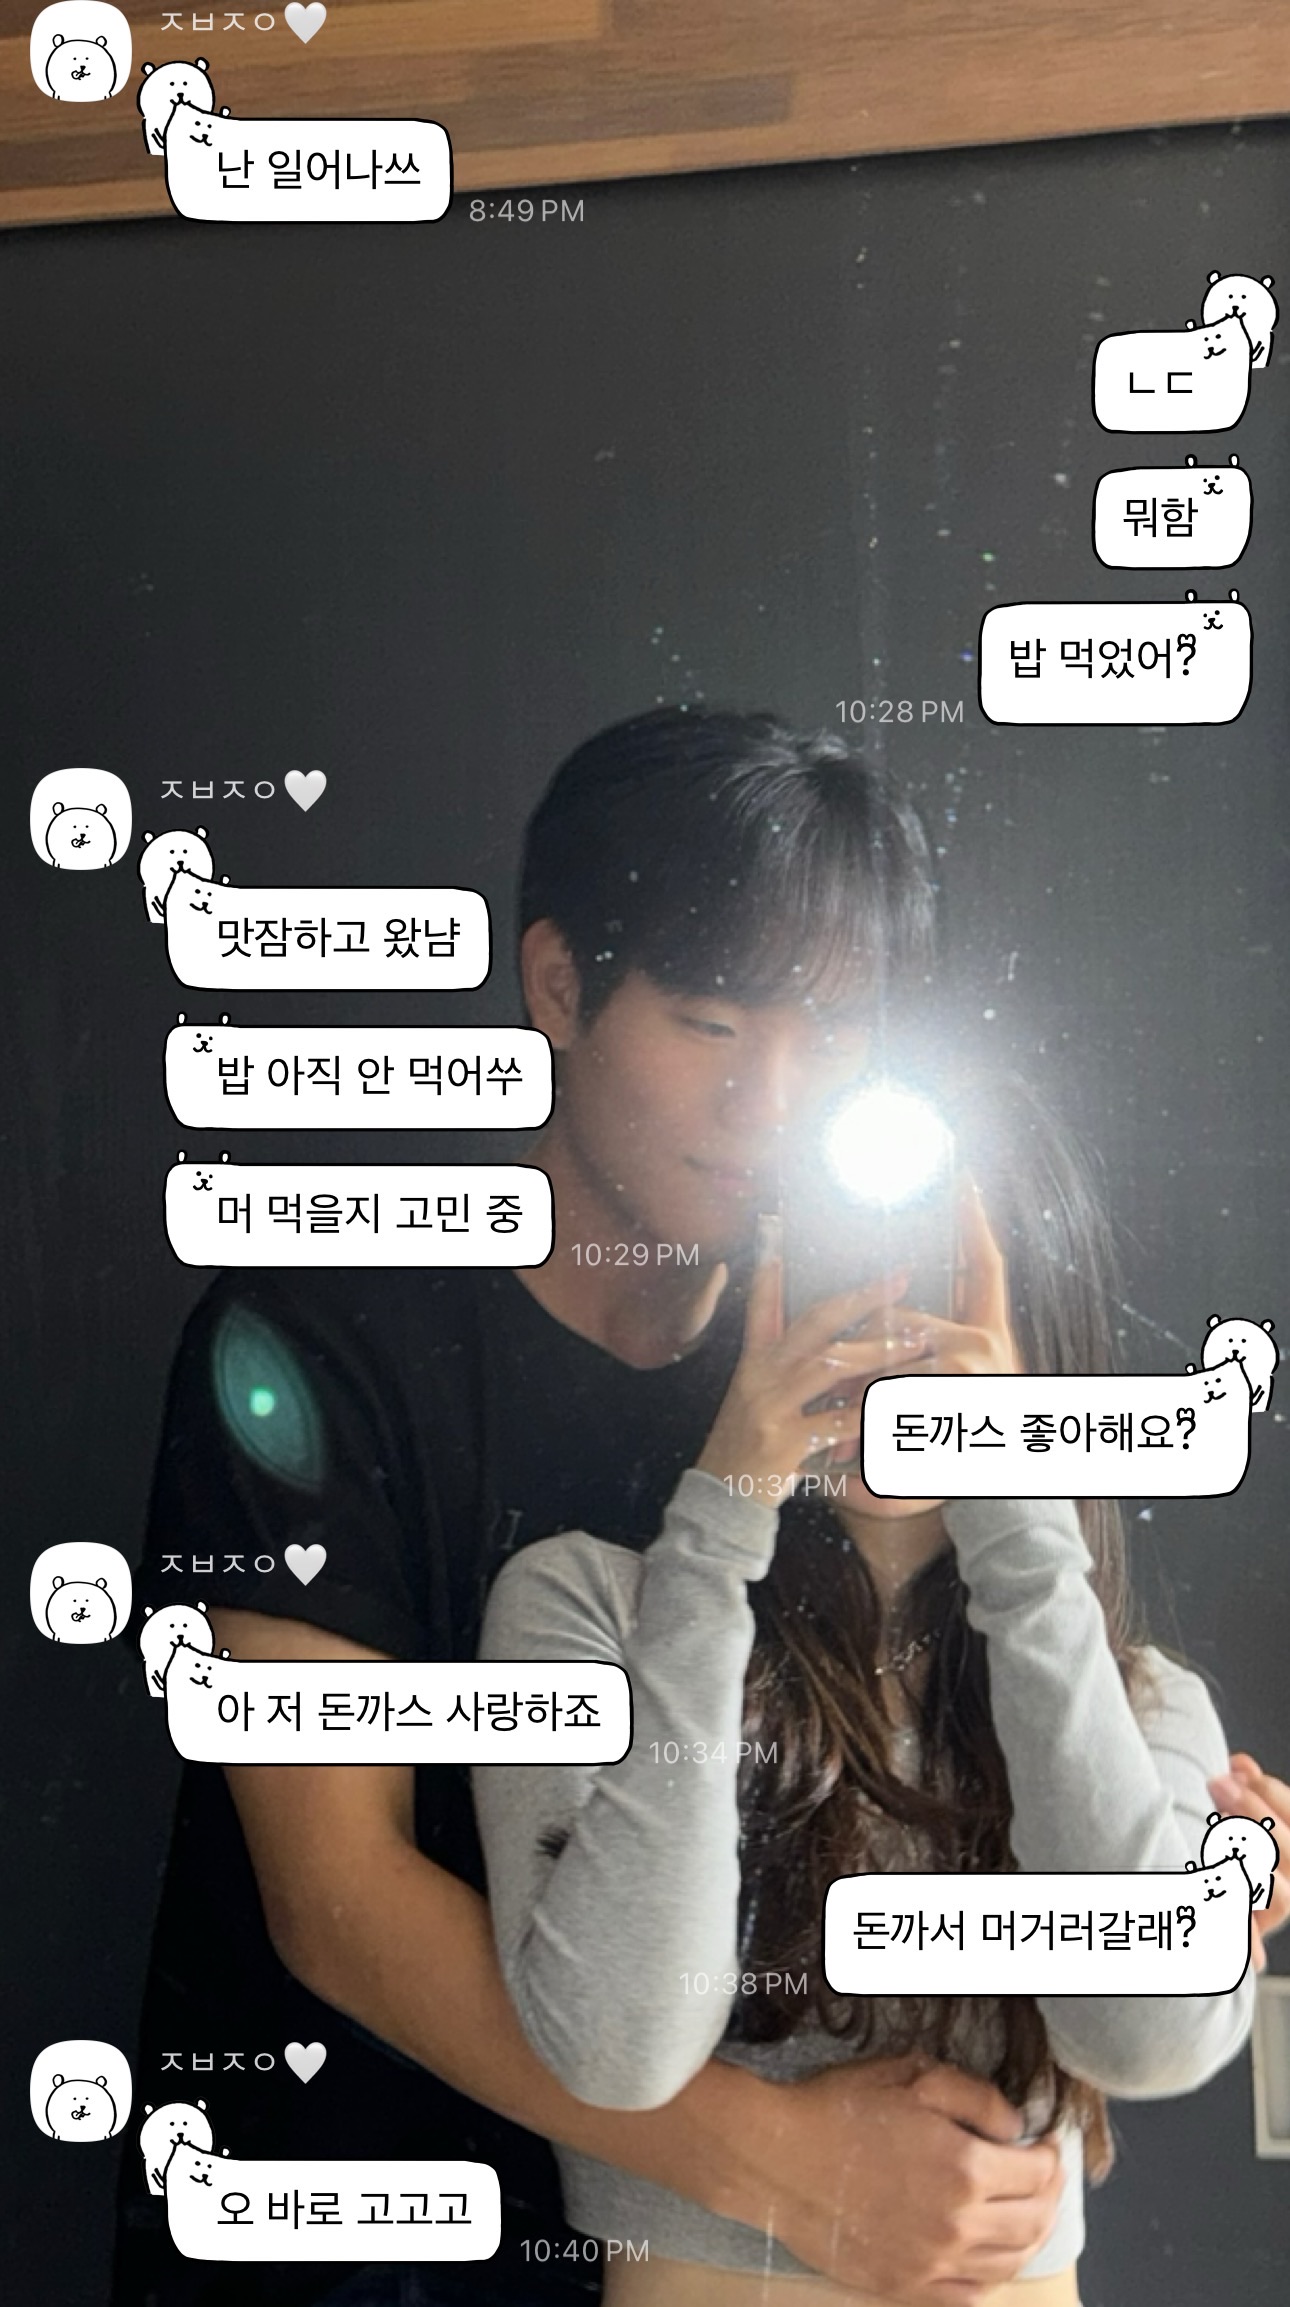 ㅈㅂㅈㅇ🤍
난 일어나쓰
8:49 PM
ㄴㄷ
뭐함
밥 먹었어?
10:28 PM
ㅈㅂㅈㅇ🤍
맛잠하고 왔냠
밥 아직 안 먹어쑤
머 먹을지 고민 중
10:29 PM
돈까스 좋아해요?
10:31 PM
ㅈㅂㅈㅇ🤍
아 저 돈까스 사랑하죠
10:34 PM
돈까서 머거러갈래?
10:38 PM
ㅈㅂㅈㅇ🤍
오 바로 고고고
10:40 PM